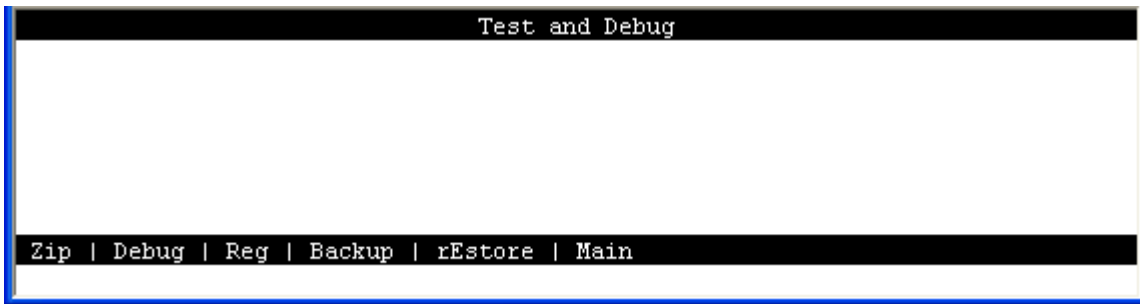 Test and Debug
Zip | Debug | Reg | Backup | rEstore | Main